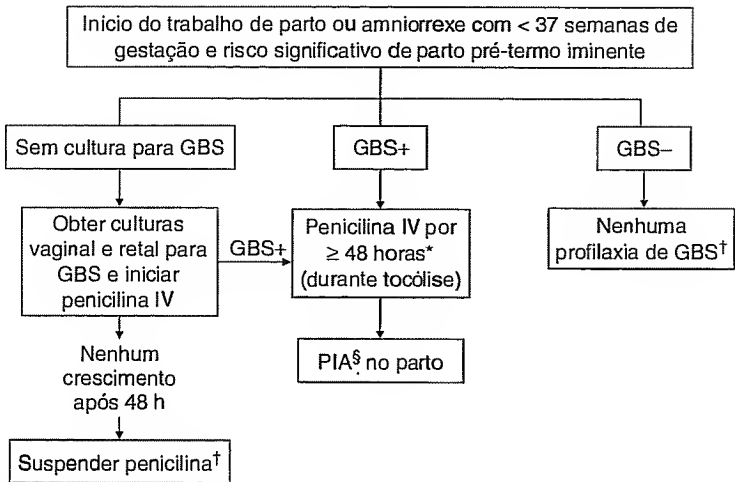 Início do trabalho de parto ou amniorrexe com < 37 semanas de
gestação e risco significativo de parto pré-termo iminente
Sem cultura para GBS
GBS+
GBS–
Obter culturas
vaginal e retal para
GBS e iniciar
penicilina IV
GBS+
Penicilina IV por
≥ 48 horas*
(durante tocólise)
Nenhuma
profilaxia de GBS†
Nenhum
crescimento
após 48 h
PIA§ no parto
Suspender penicilina†